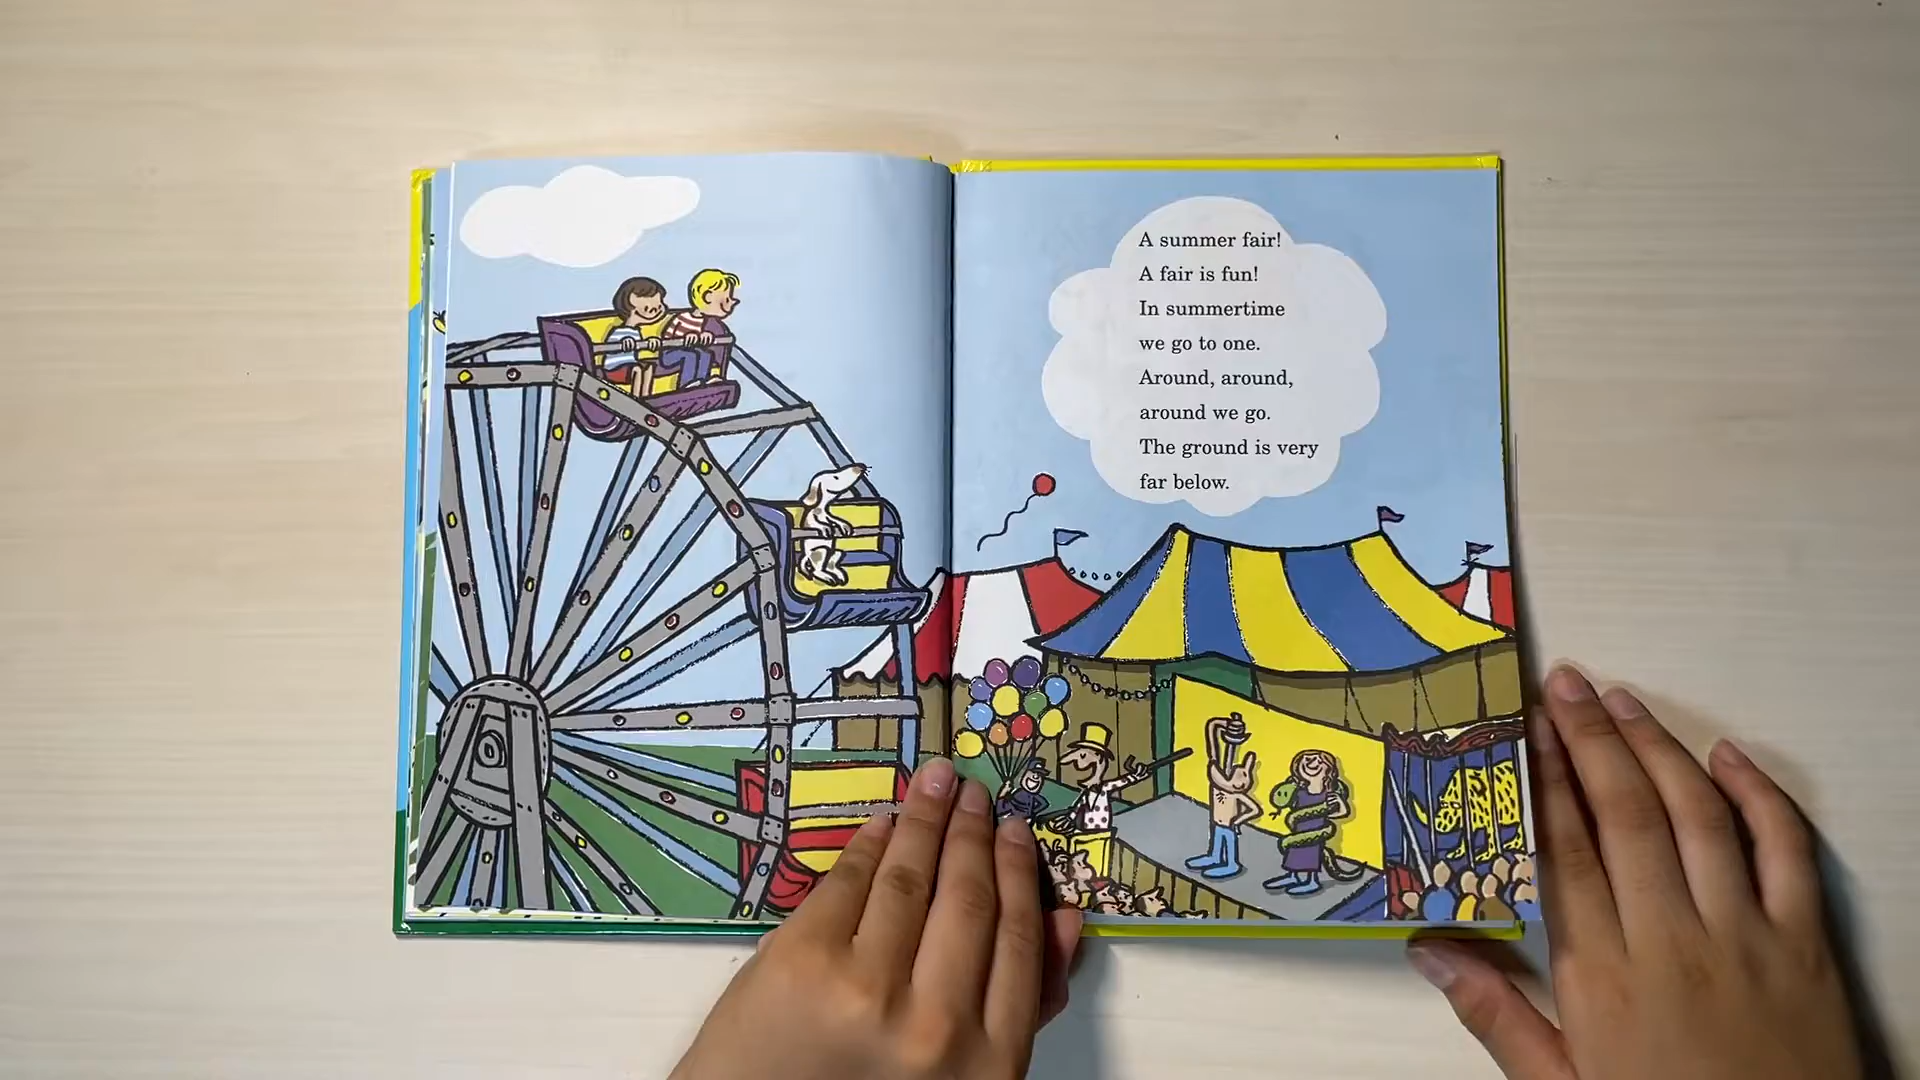 A summer fair!
A fair is fun!
In summertime
we go to one.
Around, around,
around we go.
The ground is very
far below.